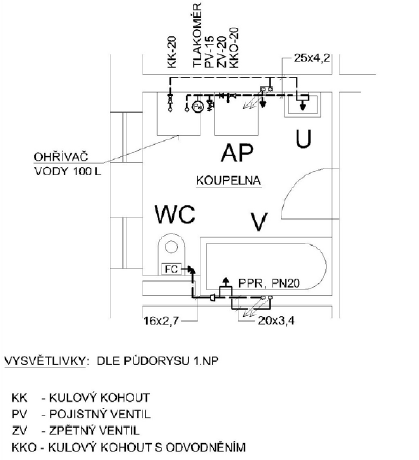 KK-20
TLAKOMĚR
PV-15
ZV-20
KKO-20
25x4,2
U
AP
OHŘÍVAČ
VODY 100 L
KOUPELNA
WC
V
FC
PPR, PN20
16x2,7
20x3,4
VYSVĚTLIVKY: DLE PŮDORYSU 1.NP
KK - KULOVÝ KOHOUT
PV - POJISTNÝ VENTIL
ZV - ZPĚTNÝ VENTIL
KKO - KULOVÝ KOHOUT S ODVODNĚNÍM